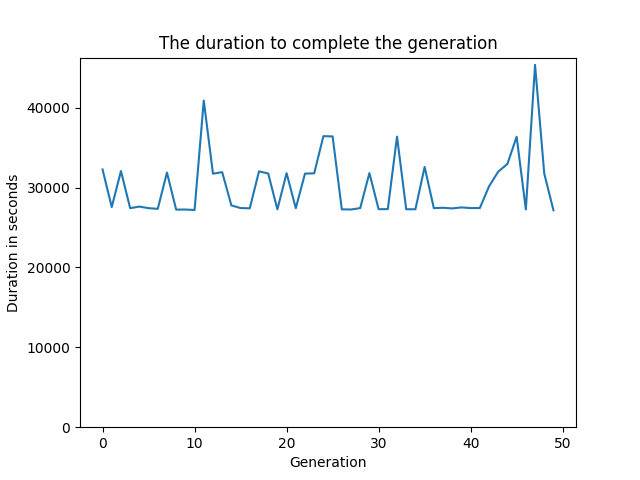 The duration to complete the generation
40000
30000
20000
10000
0
Duration in seconds
0 10 20 30 40 50
Generation